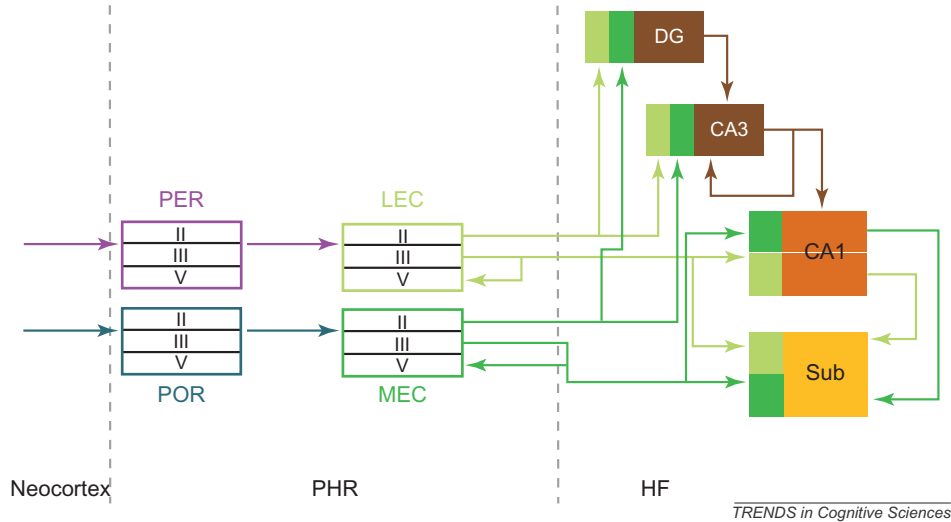 DG
CA3
PER
LEC
II
III
V
II
III
V
CA1
II
III
V
II
III
V
Sub
POR
MEC
Neocortex
PHR
HF
TRENDS in Cognitive Sciences